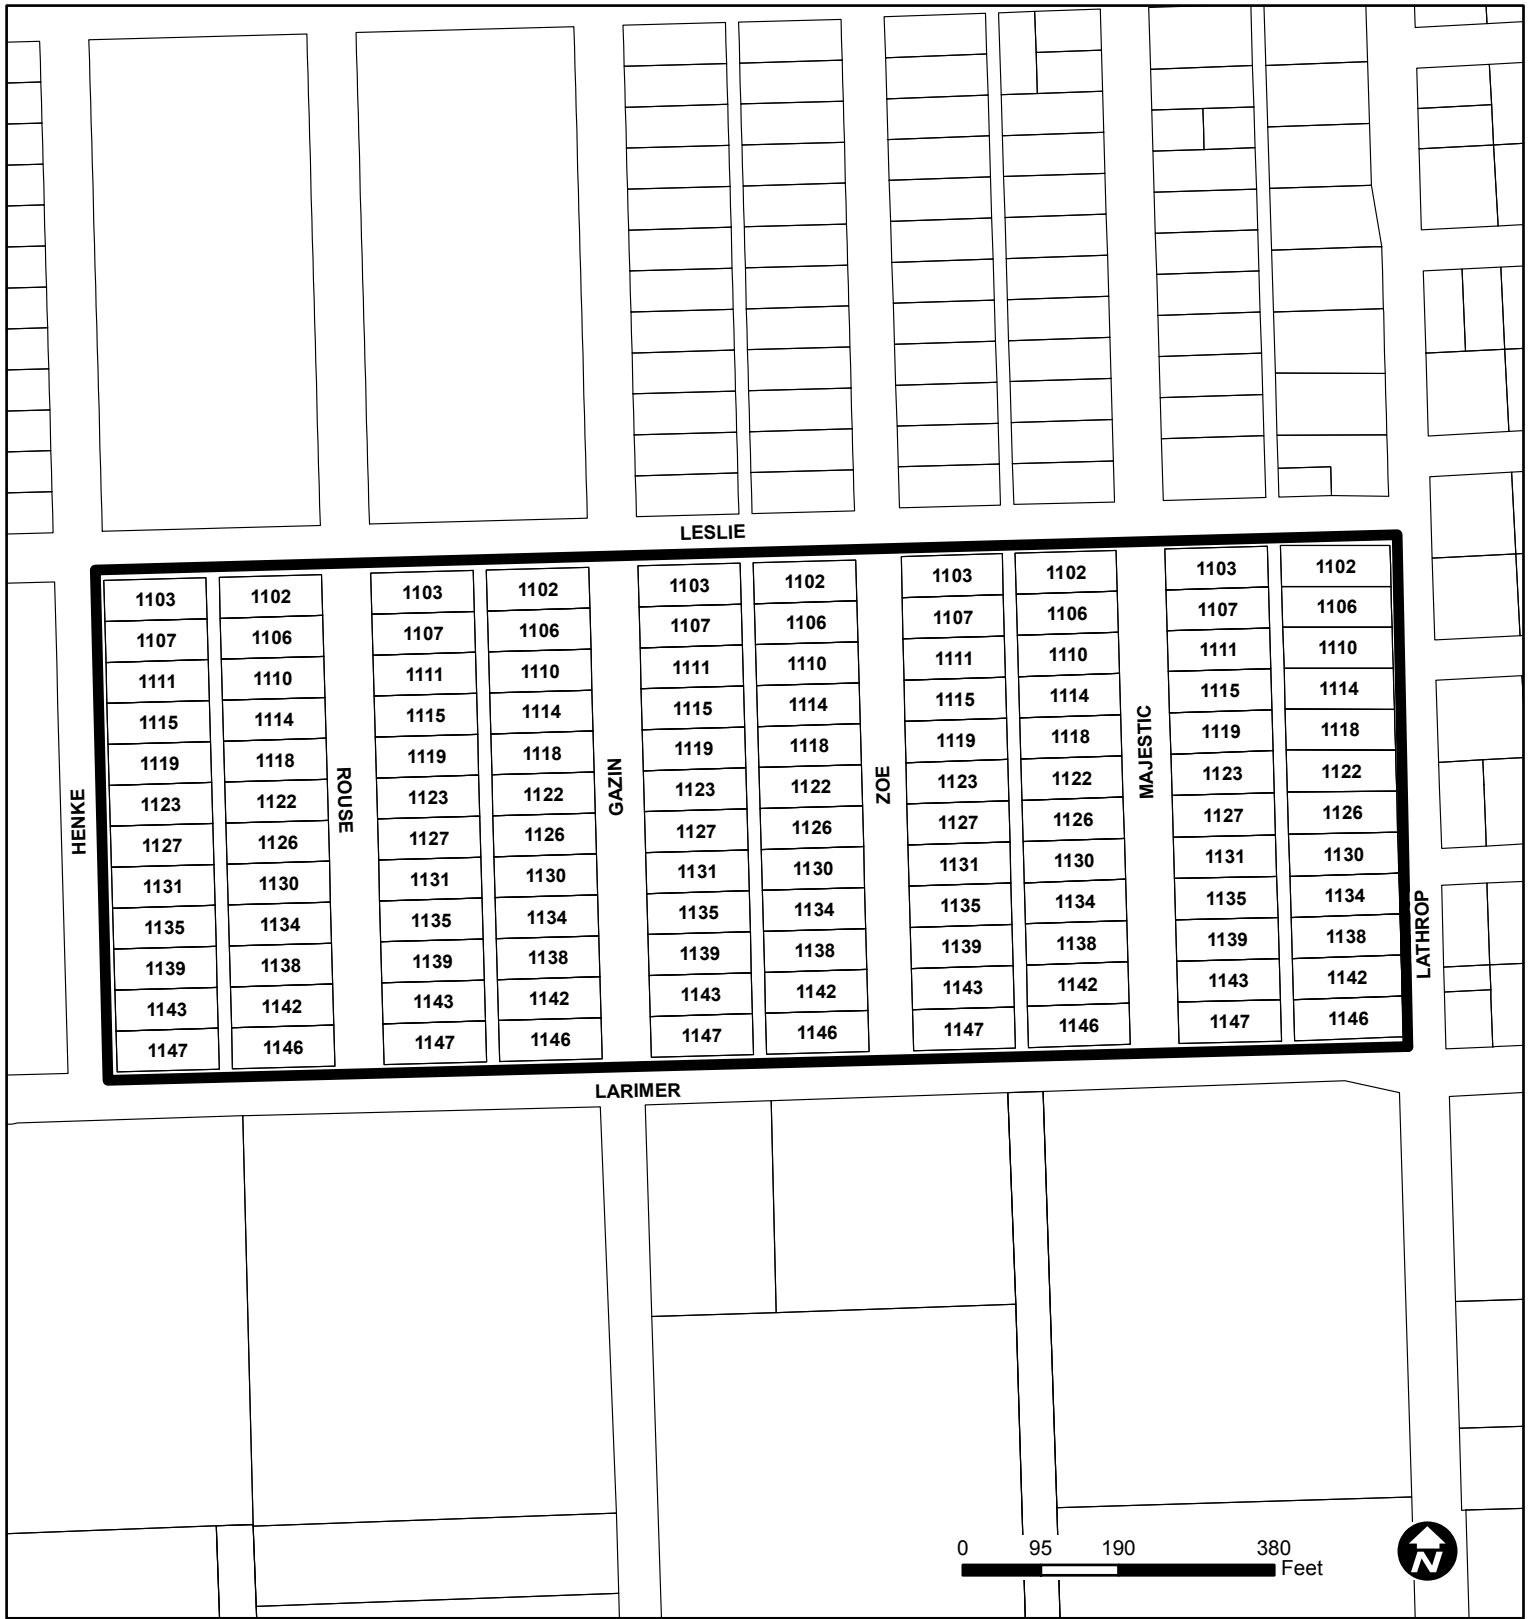 LESLIE
1103 1102 1103 1102 1103 1102 1103 1102 1103 1102
1107 1106 1107 1106 1107 1106 1107 1106 1107 1106
1111 1110 1111 1110 1111 1110 1111 1110 1111 1110
1115 1114 1115 1114 1115 1114 1115 1114 1115 1114
1119 1118 1119 1118 1119 1118 1119 1118 1119 1118
1123 1122 1123 1122 1123 1122 1123 1122 1123 1122
1127 1126 1127 1126 1127 1126 1127 1126 1127 1126
1131 1130 1131 1130 1131 1130 1131 1130 1131 1130
1135 1134 1135 1134 1135 1134 1135 1134 1135 1134
1139 1138 1139 1138 1139 1138 1139 1138 1139 1138
1143 1142 1143 1142 1143 1142 1143 1142 1143 1142
1147 1146 1147 1146 1147 1146 1147 1146 1147 1146
HENKE
ROUSE
GAZIN
ZOE
MAJESTIC
LATHROP
LARIMER
0 95 190 380
Feet
N